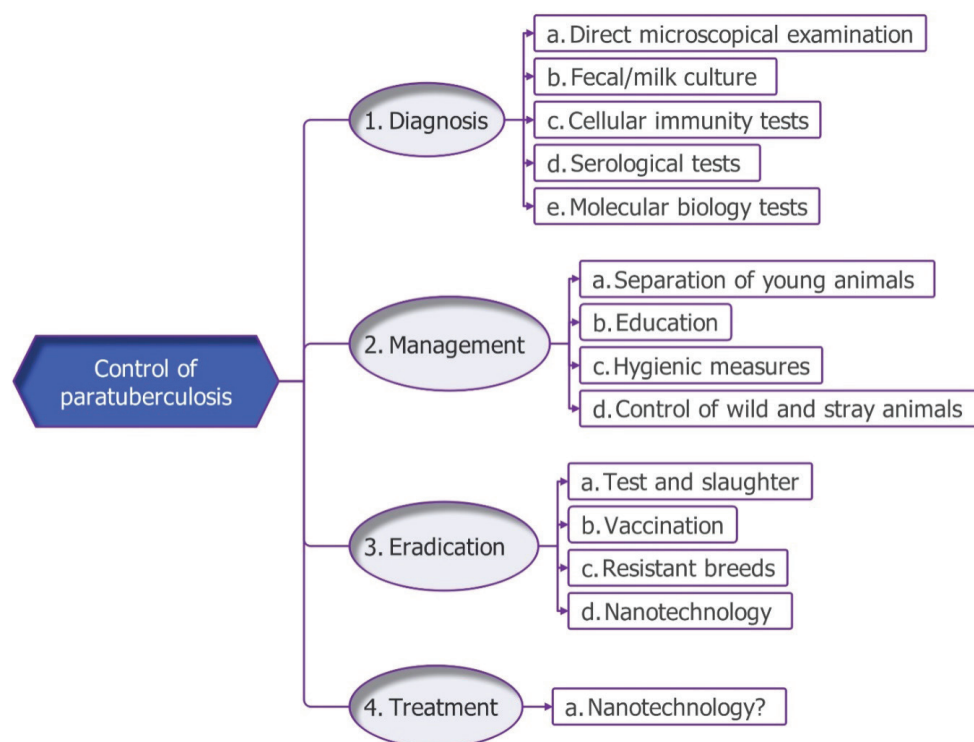 Control of
paratuberculosis
1. Diagnosis
a. Direct microscopical examination
b. Fecal/milk culture
c. Cellular immunity tests
d. Serological tests
e. Molecular biology tests
2. Management
a. Separation of young animals
b. Education
c. Hygienic measures
d. Control of wild and stray animals
3. Eradication
a. Test and slaughter
b. Vaccination
c. Resistant breeds
d. Nanotechnology
4. Treatment
a. Nanotechnology?